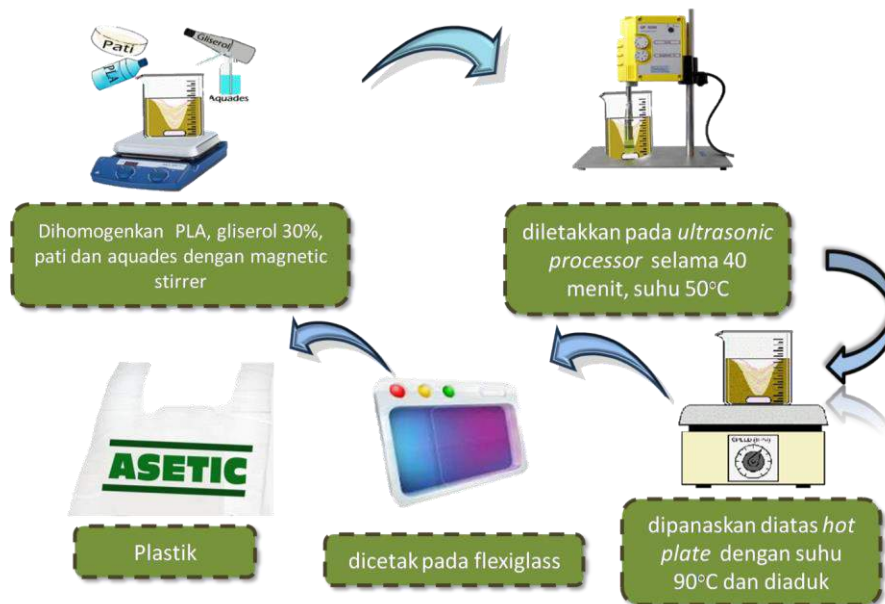 Pati
Gliserol
PLA
Aquades
Dihomogenkan PLA, gliserol 30%,
pati dan aquades dengan magnetic
stirrer
diletakkan pada ultrasonic
processor selama 40
menit, suhu 50°C
ASETIC
Plastik
dicetak pada flexiglass
dipanaskan diatas hot
plate dengan suhu
90°C dan diaduk